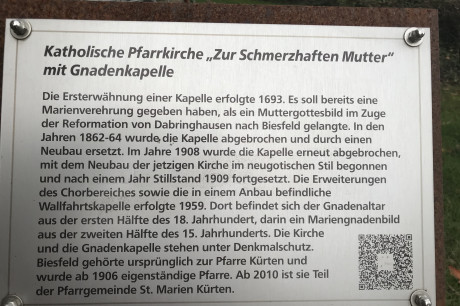 Katholische Pfarrkirche „Zur Schmerzhaften Mutter“
mit Gnadenkapelle
Die Ersterwähnung einer Kapelle erfolgte 1693. Es soll bereits eine
Marienverehrung gegeben haben, als ein Muttergottesbild im Zuge
der Reformation von Dabringhausen nach Biesfeld gelangte. In den
Jahren 1862-64 wurde die Kapelle abgebrochen und durch einen
Neubau ersetzt. Im Jahre 1908 wurde die Kapelle erneut abgebrochen,
mit dem Neubau der jetzigen Kirche im neugotischen Stil begonnen
und nach einem Jahr Stillstand 1909 fortgesetzt. Die Erweiterungen
des Chorbereiches sowie die in einem Anbau befindliche
Wallfahrtskapelle erfolgte 1959. Dort befindet sich der Gnadenaltar
aus der ersten Hälfte des 18. Jahrhundert, darin ein Mariengnadenbild
aus der zweiten Hälfte des 15. Jahrhunderts. Die Kirche
und die Gnadenkapelle stehen unter Denkmalschutz.
Biesfeld gehörte ursprünglich zur Pfarre Kürten und
wurde ab 1906 eigenständige Pfarre. Ab 2010 ist sie Teil
der Pfarrgemeinde St. Marien Kürten.